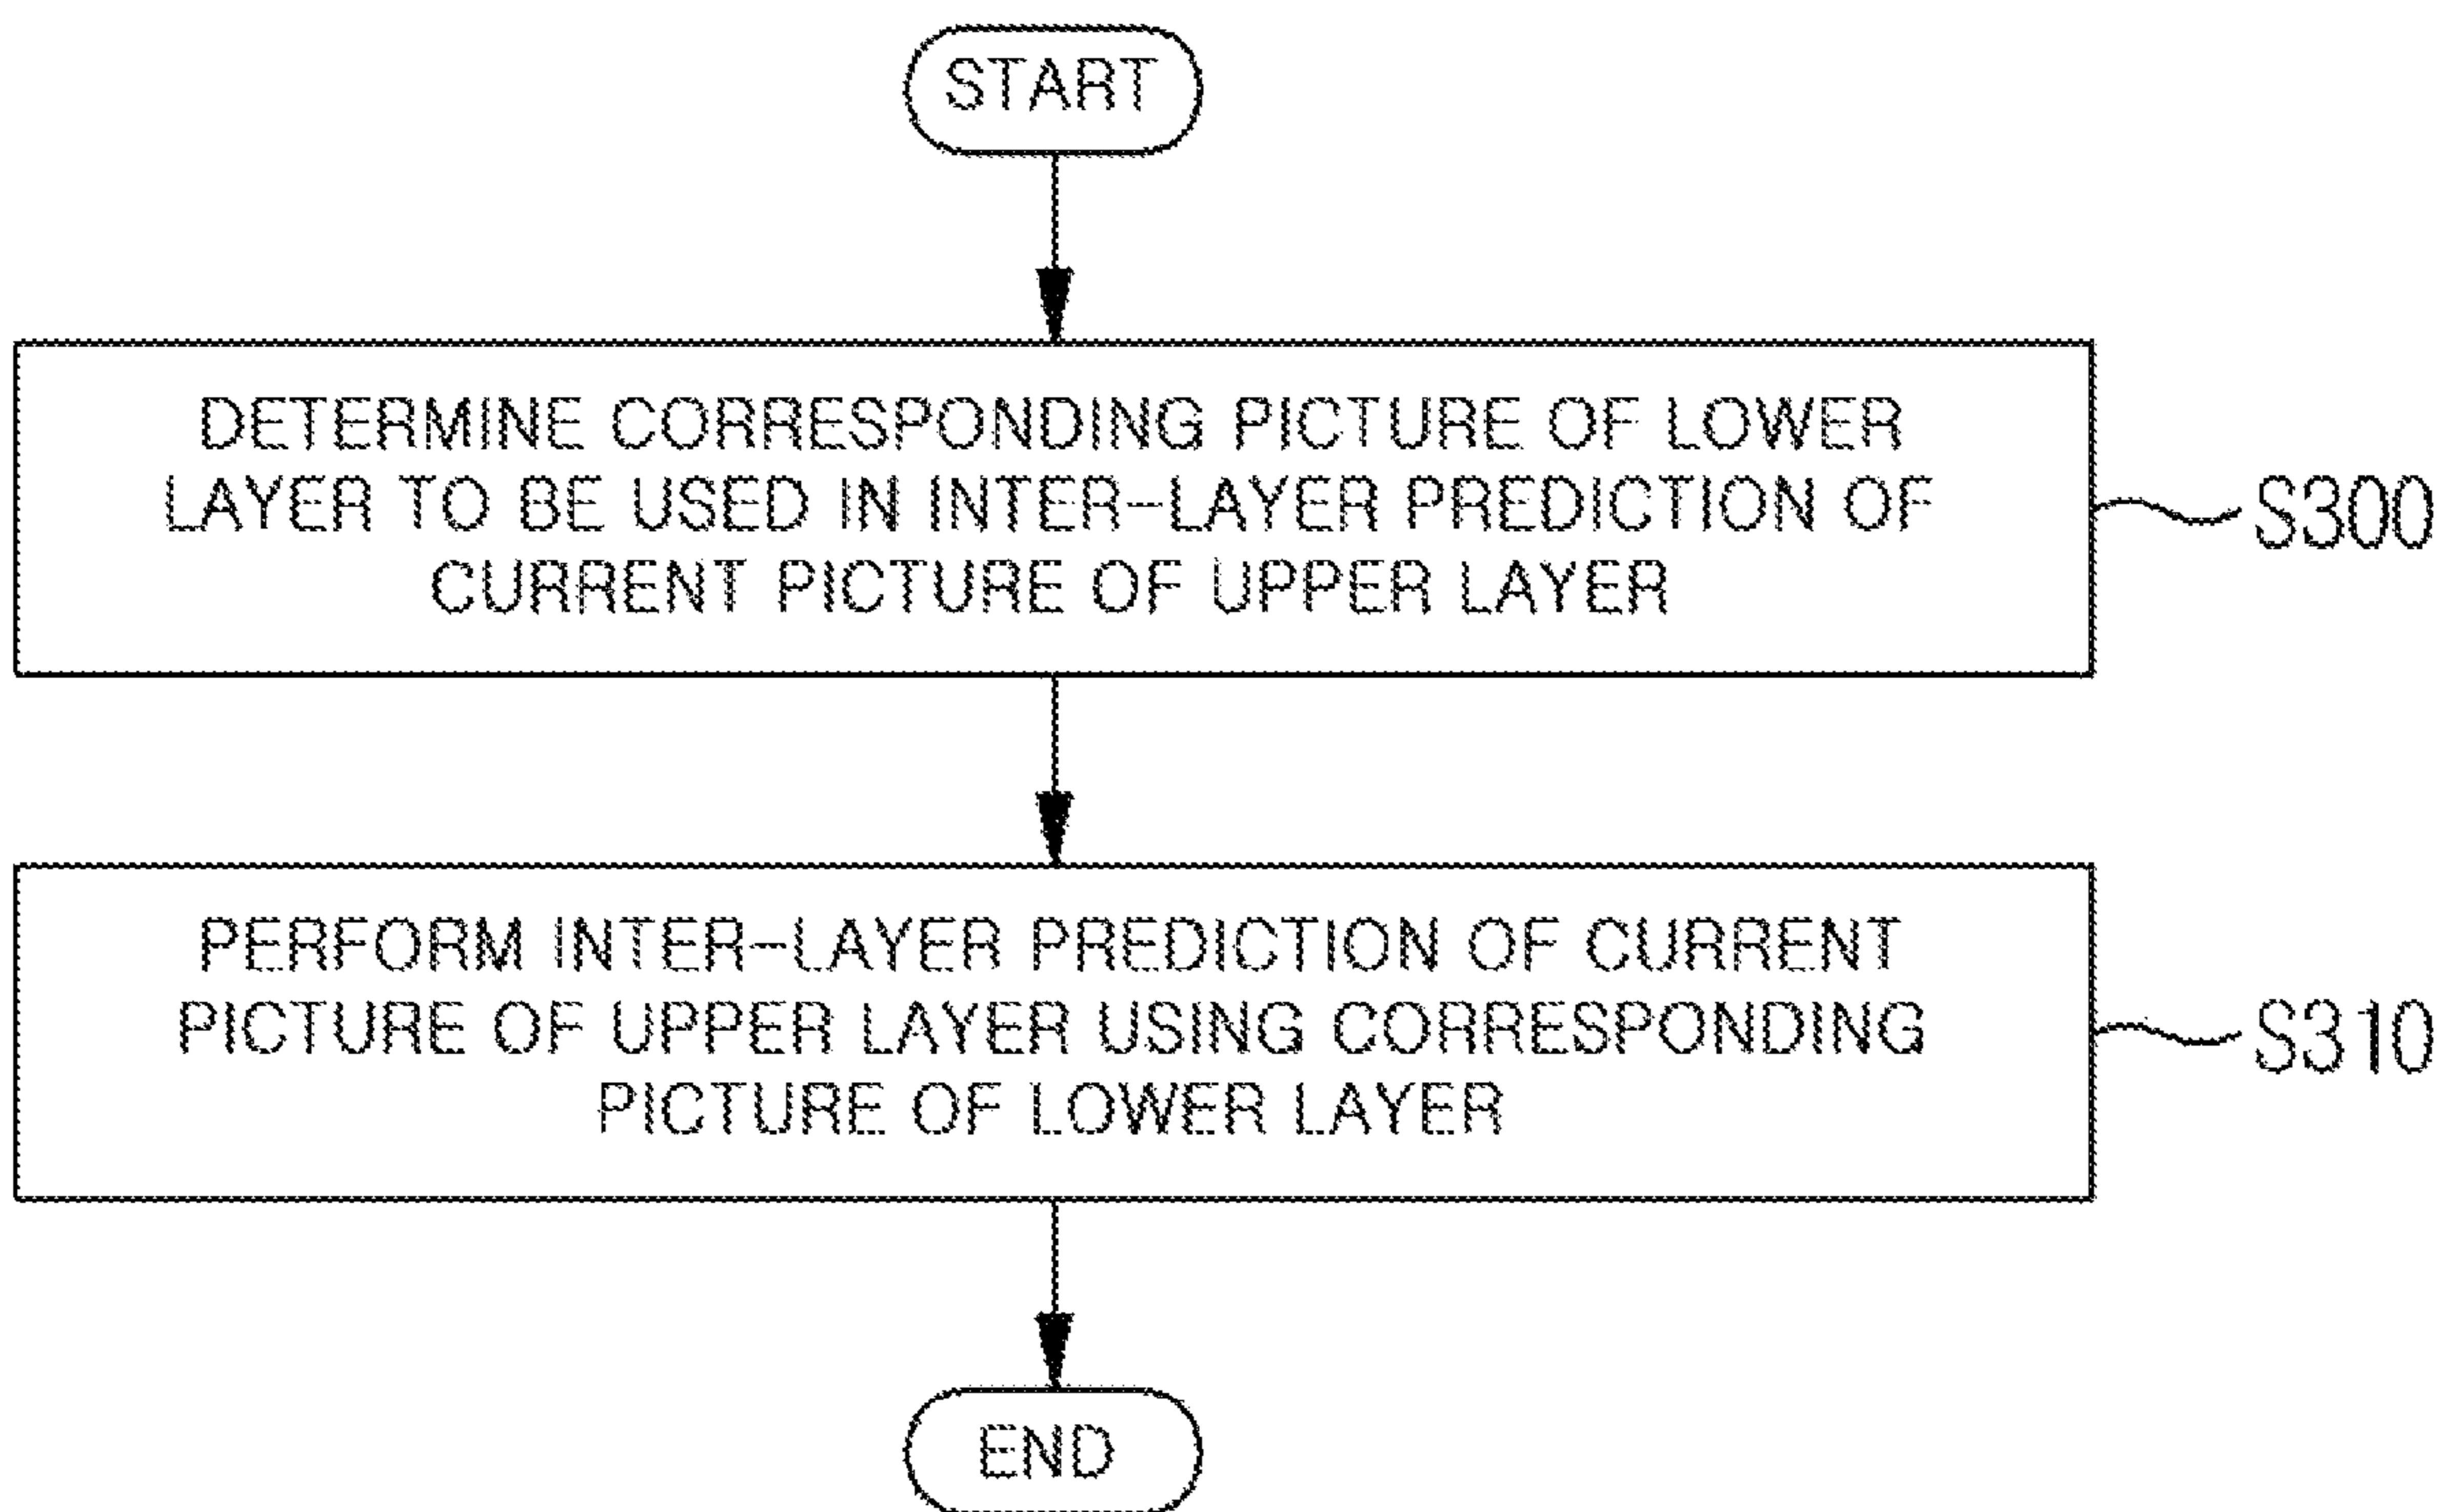 START
DETERMINE CORRESPONDING PICTURE OF LOWER
LAYER TO BE USED IN INTER-LAYER PREDICTION OF
CURRENT PICTURE OF UPPER LAYER
S300
PERFORM INTER-LAYER PREDICTION OF CURRENT
PICTURE OF UPPER LAYER USING CORRESPONDING
PICTURE OF LOWER LAYER
S310
END